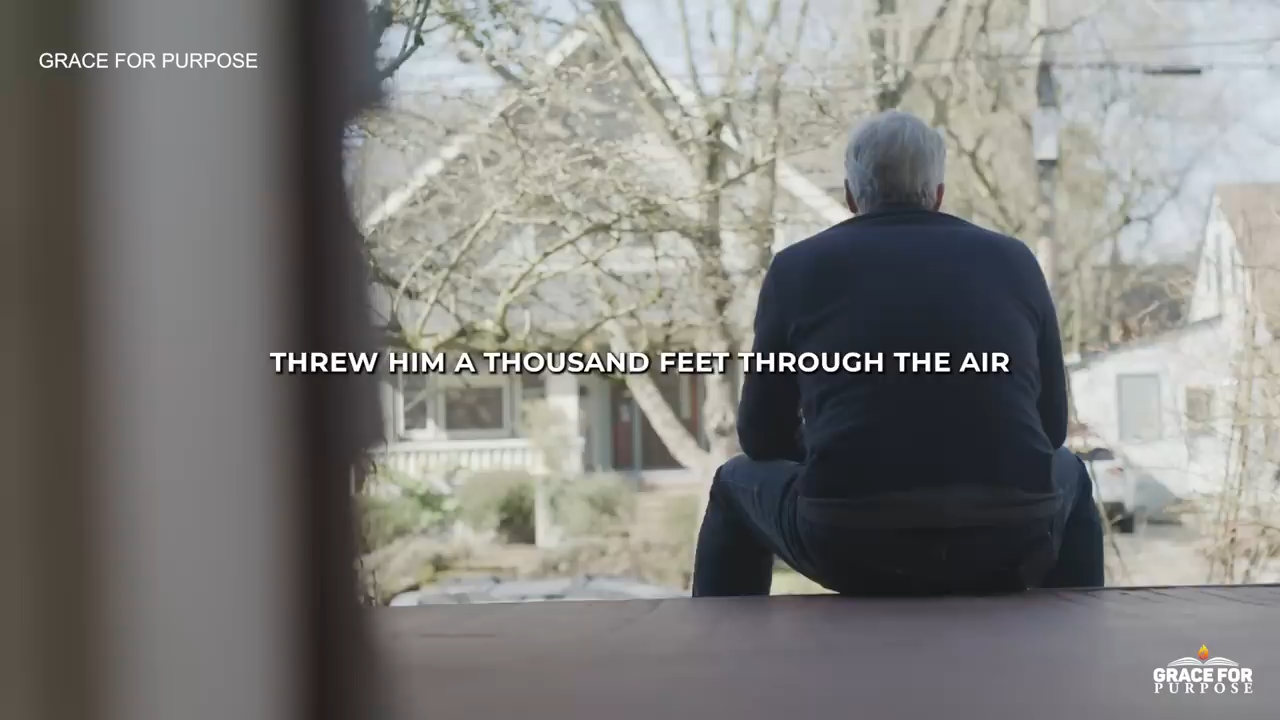 GRACE FOR PURPOSE
THREW HIM A THOUSAND FEET THROUGH THE AIR
GRACE FOR
PURPOSE